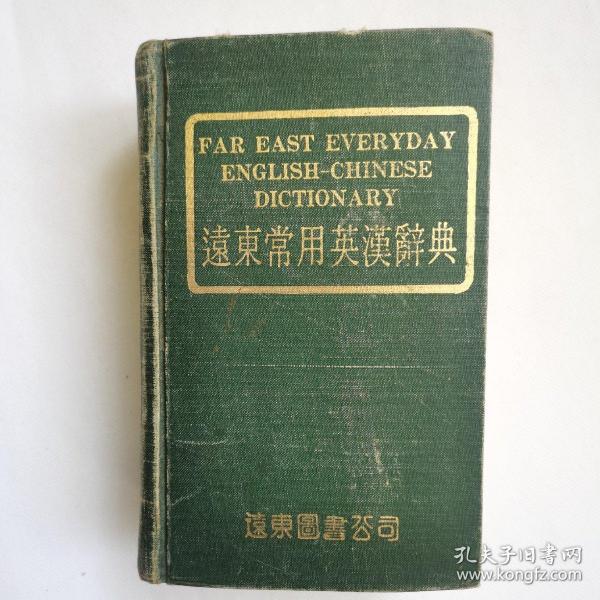 FAR EAST EVERYDAY
ENGLISH-CHINESE
DICTIONARY
遠東常用英漢辭典
遠東圖書公司
孔夫子旧书网
www.kongfz.com